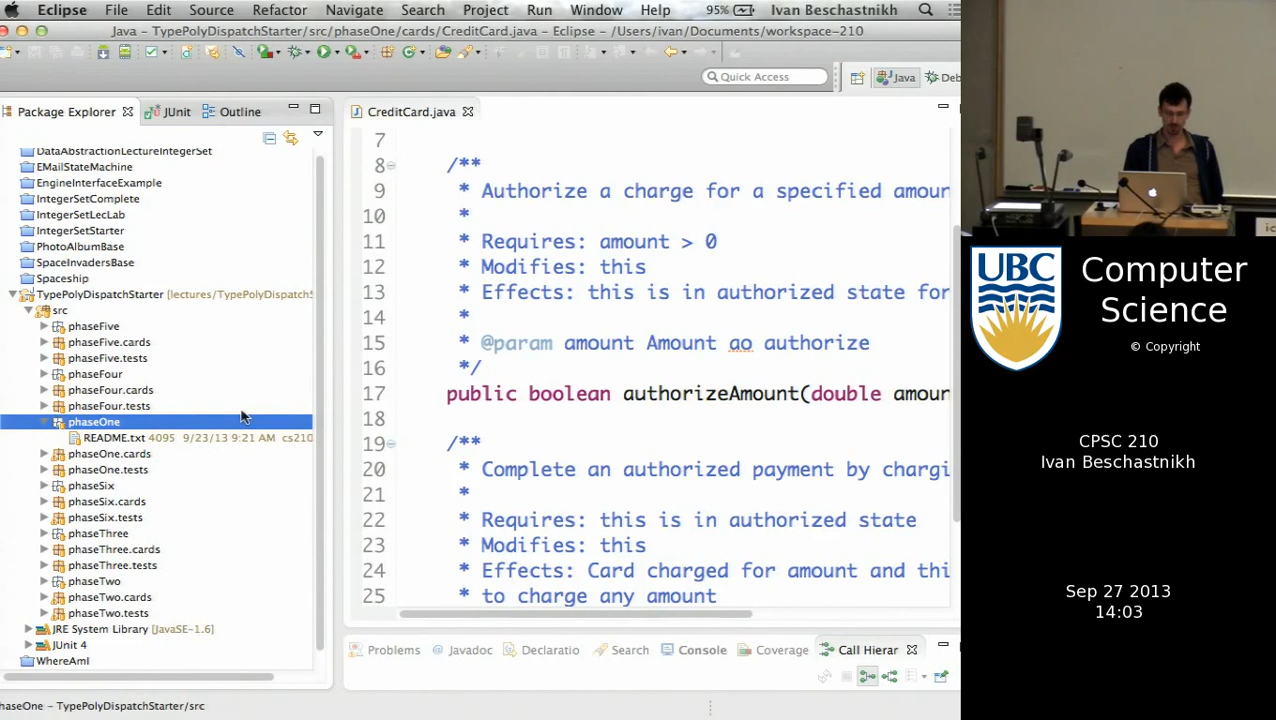 Eclipse File Edit Source Refactor Navigate Search Project Run Window Help 95% Ivan Beschastnikh
Java – TypePolyDispatchStarter/src/phaseOne/cards/CreditCard.java – Eclipse – /Users/ivan/Documents/workspace-210
Quick Access
Java
Deb
Package Explorer
JUnit
Outline
CreditCard.java
DataAbstractionLectureIntegerSet
EMailStateMachine
EngineInterfaceExample
IntegerSetComplete
IntegerSetLecLab
IntegerSetStarter
PhotoAlbumBase
SpaceInvadersBase
Spaceship
TypePolyDispatchStarter [lectures/TypePolyDispatchS
src
phaseFive
phaseFive.cards
phaseFive.tests
phaseFour
phaseFour.cards
phaseFour.tests
phaseOne
README.txt 4095 9/23/13 9:21 AM cs210
phaseOne.cards
phaseOne.tests
phaseSix
phaseSix.cards
phaseSix.tests
phaseThree
phaseThree.cards
phaseThree.tests
phaseTwo
phaseTwo.cards
phaseTwo.tests
JRE System Library [JavaSE-1.6]
JUnit 4
WhereAmI
7
8 /**
9 * Authorize a charge for a specified amoun
10 *
11 * Requires: amount > 0
12 * Modifies: this
13 * Effects: this is in authorized state for
14 *
15 * @param amount Amount ao authorize
16 */
17 public boolean authorizeAmount(double amoun
18
19 /**
20 * Complete an authorized payment by chargi
21 *
22 * Requires: this is in authorized state
23 * Modifies: this
24 * Effects: Card charged for amount and thi
25 * to charge any amount
Problems
@ Javadoc
Declaratio
Search
Console
Coverage
Call Hierar
haseOne – TypePolyDispatchStarter/src
UBC
Computer
Science
© Copyright
CPSC 210
Ivan Beschastnikh
Sep 27 2013
14:03